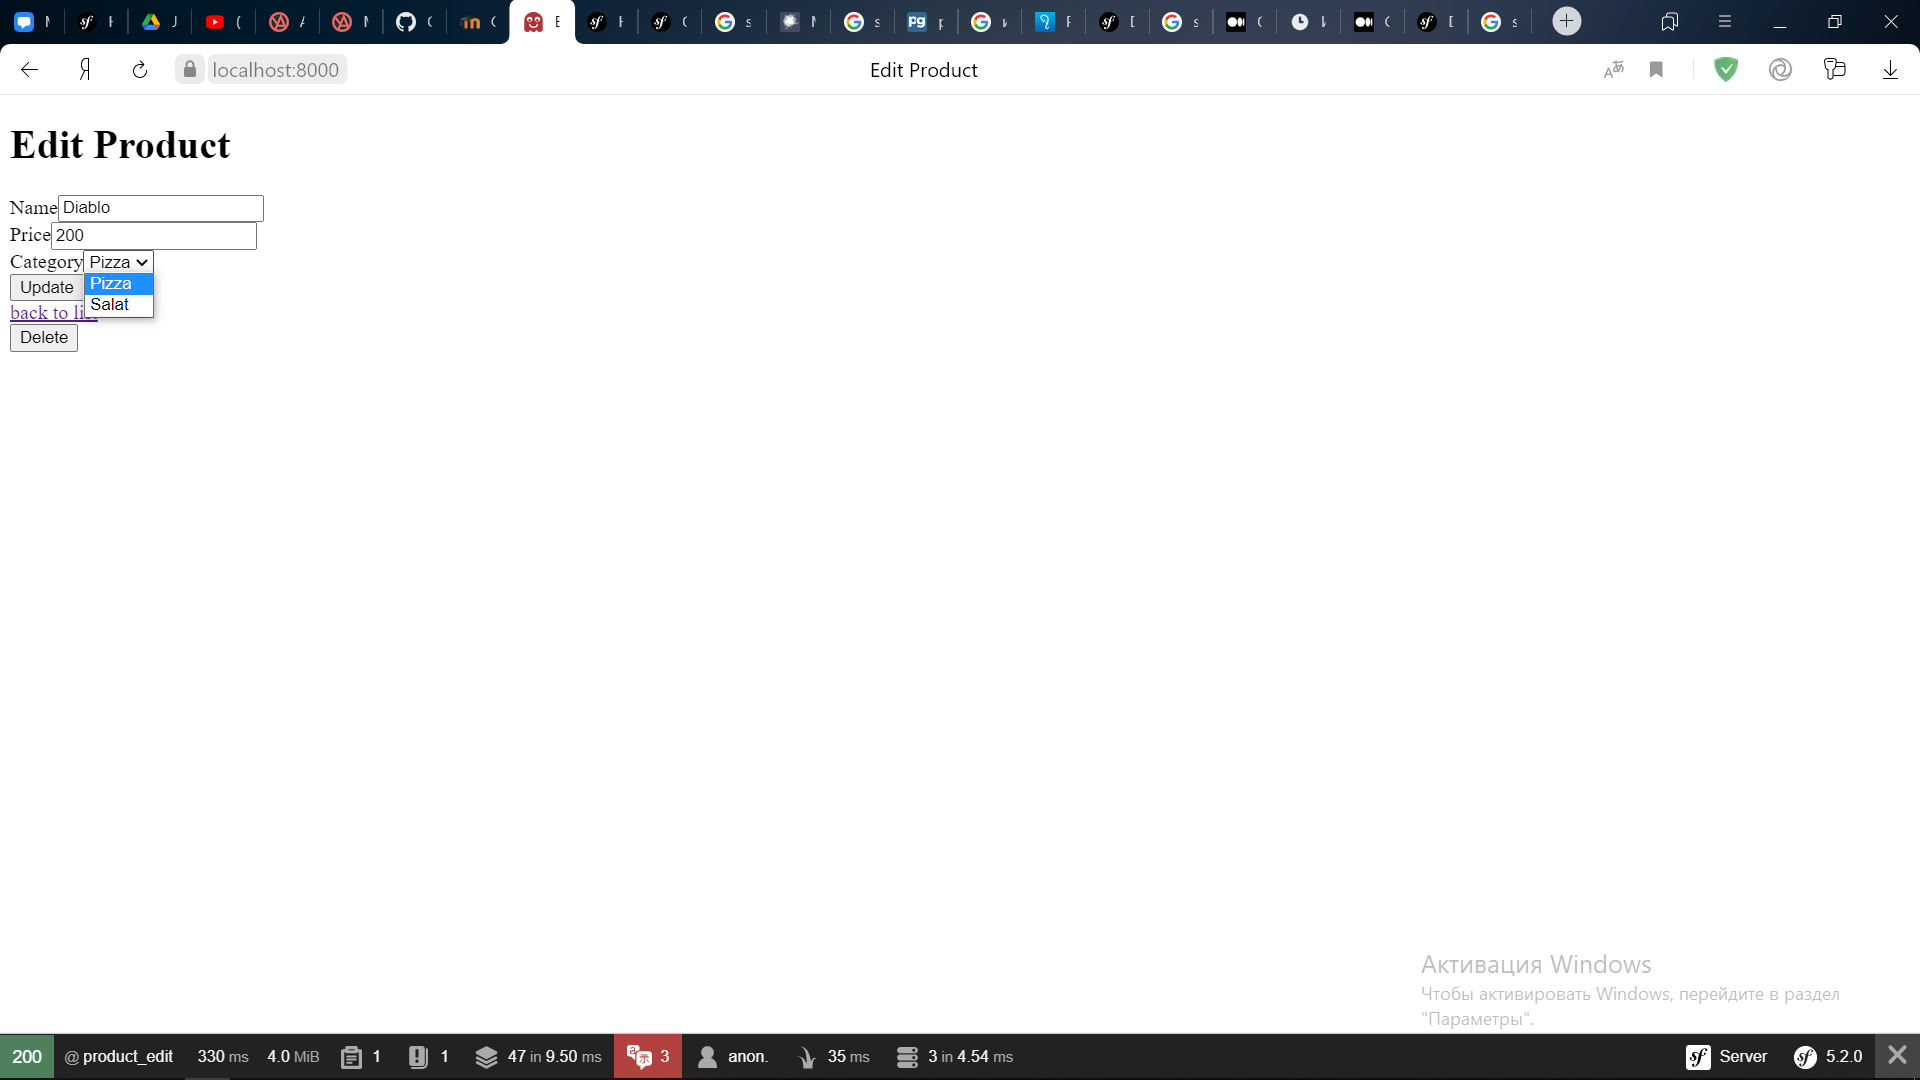 localhost:8000
Edit Product
Edit Product
Name Diablo
Price 200
Category Pizza
Pizza
Update
Salat
back to
Delete
Активация Windows
Чтобы активировать Windows, перейдите в раздел
"Параметры".
200 @ product_edit 330 ms 4.0 MiB 1 1 47 in 9.50 ms 3 anon. 35 ms 3 in 4.54 ms Server 5.2.0